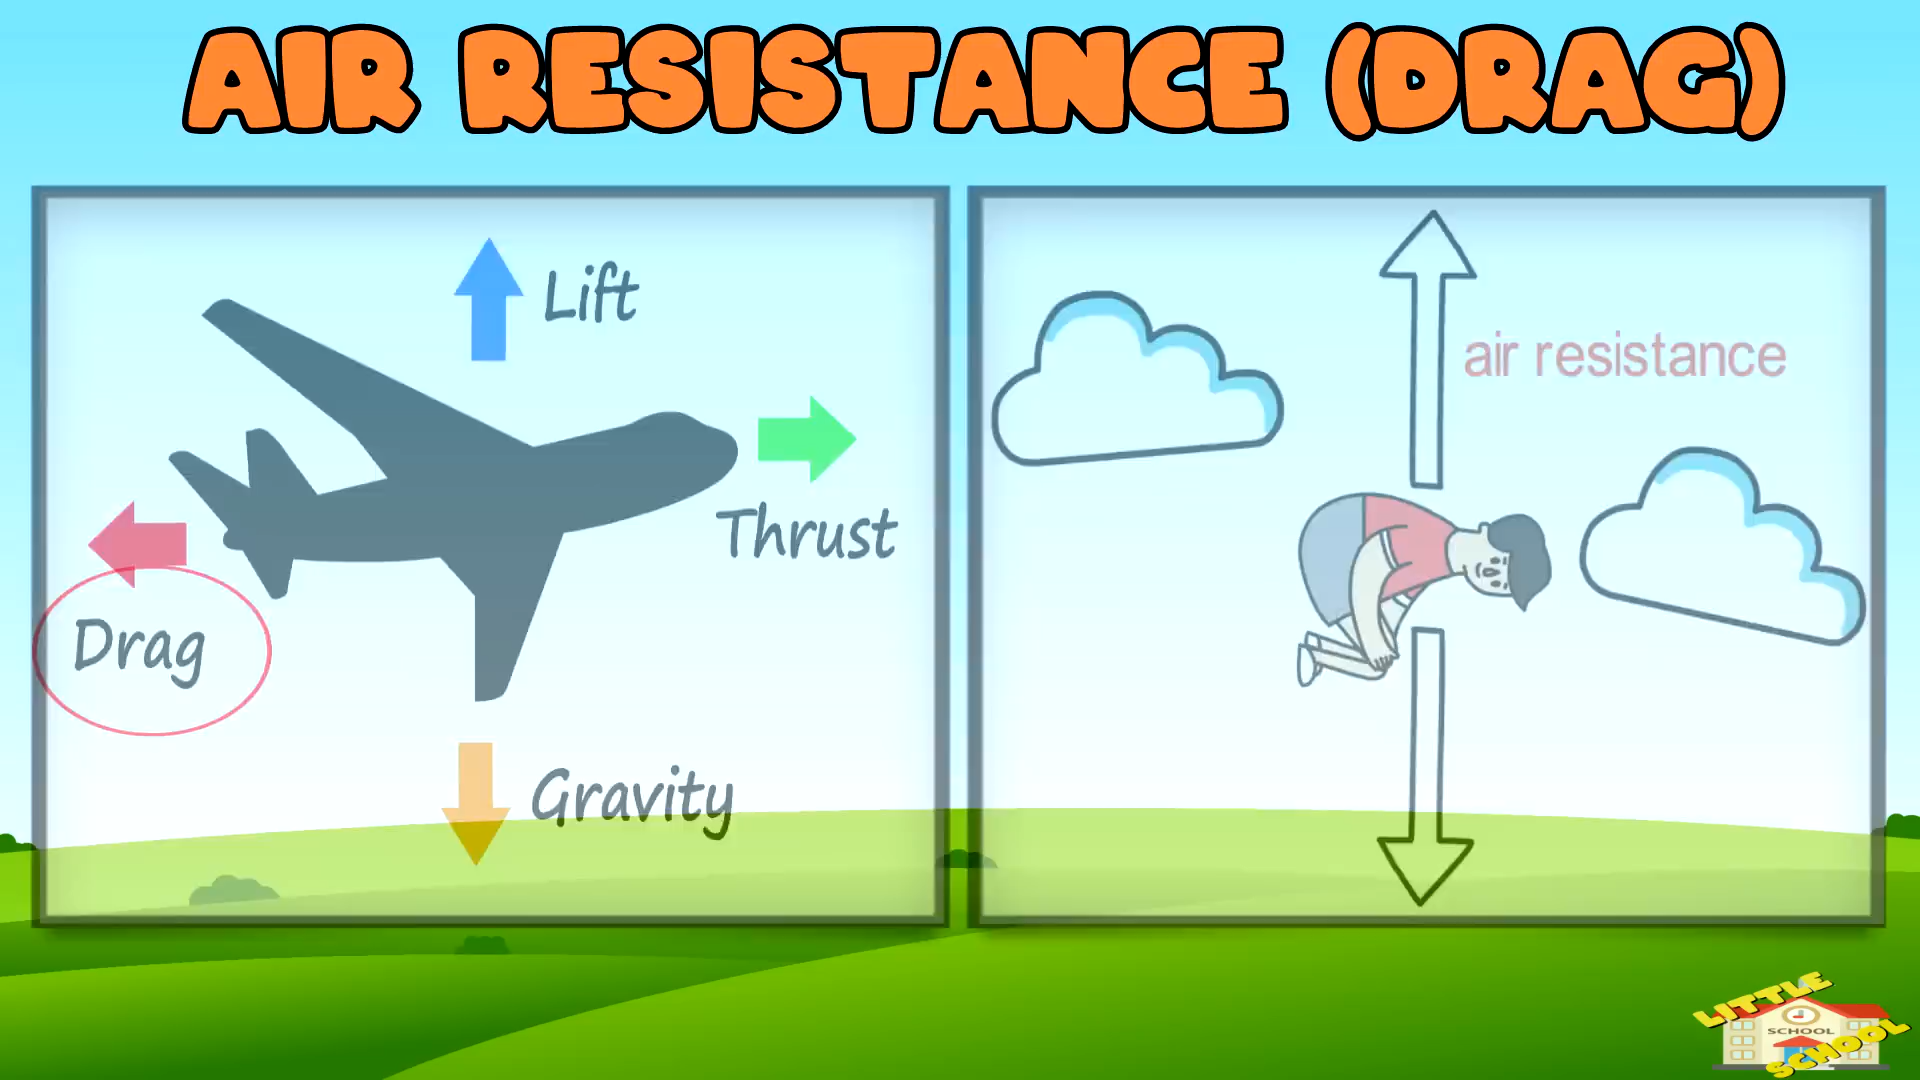 AIR RESISTANCE (DRAG)
Lift
Thrust
Drag
Gravity
air resistance
LITTLE
SCHOOL
SCHOOL